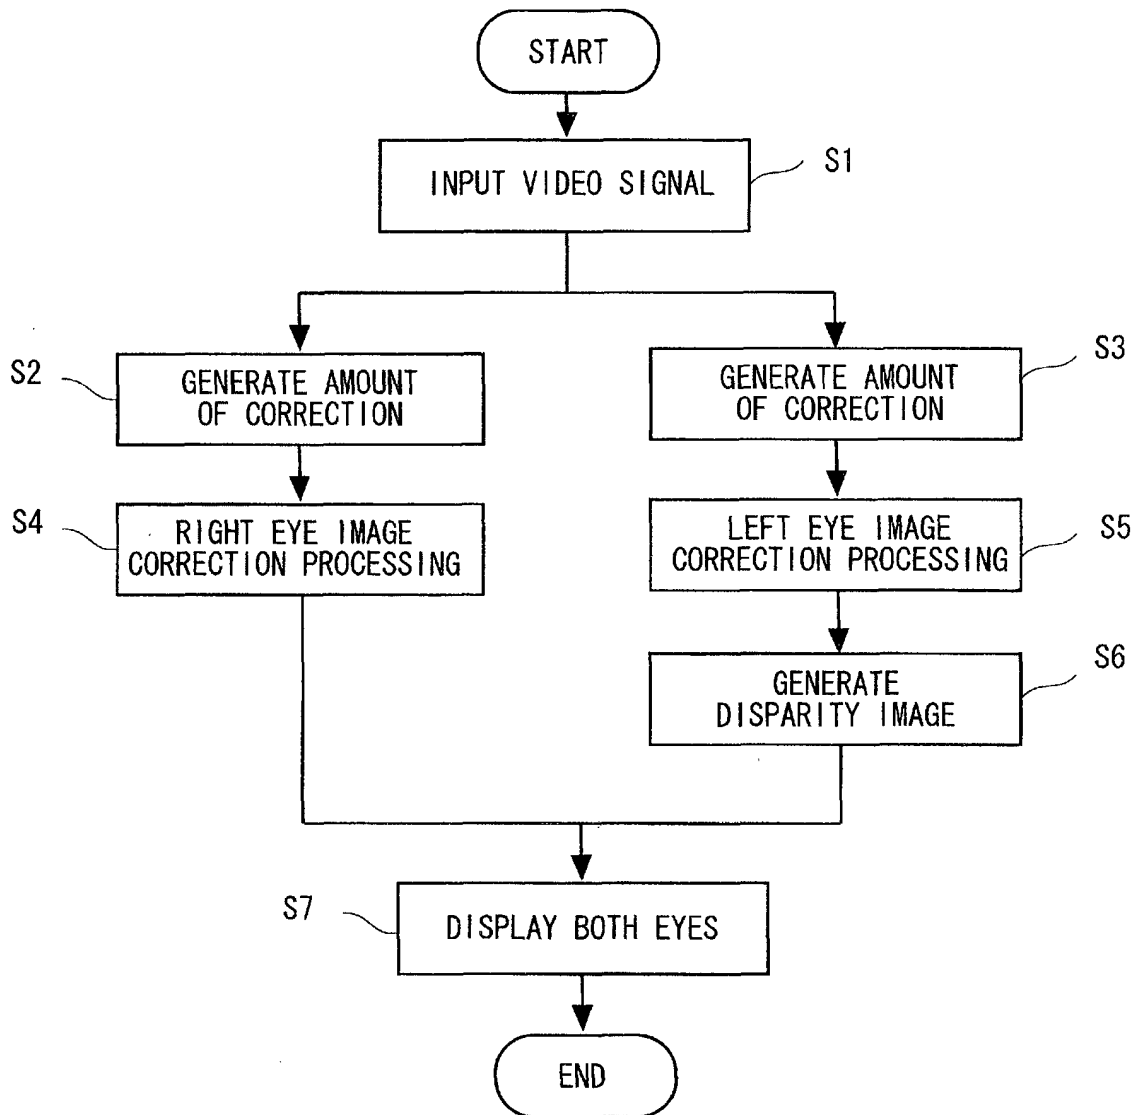 START
INPUT VIDEO SIGNAL
S1
S2
GENERATE AMOUNT
OF CORRECTION
GENERATE AMOUNT
OF CORRECTION
S3
S4
RIGHT EYE IMAGE
CORRECTION PROCESSING
LEFT EYE IMAGE
CORRECTION PROCESSING
S5
GENERATE
DISPARITY IMAGE
S6
S7
DISPLAY BOTH EYES
END